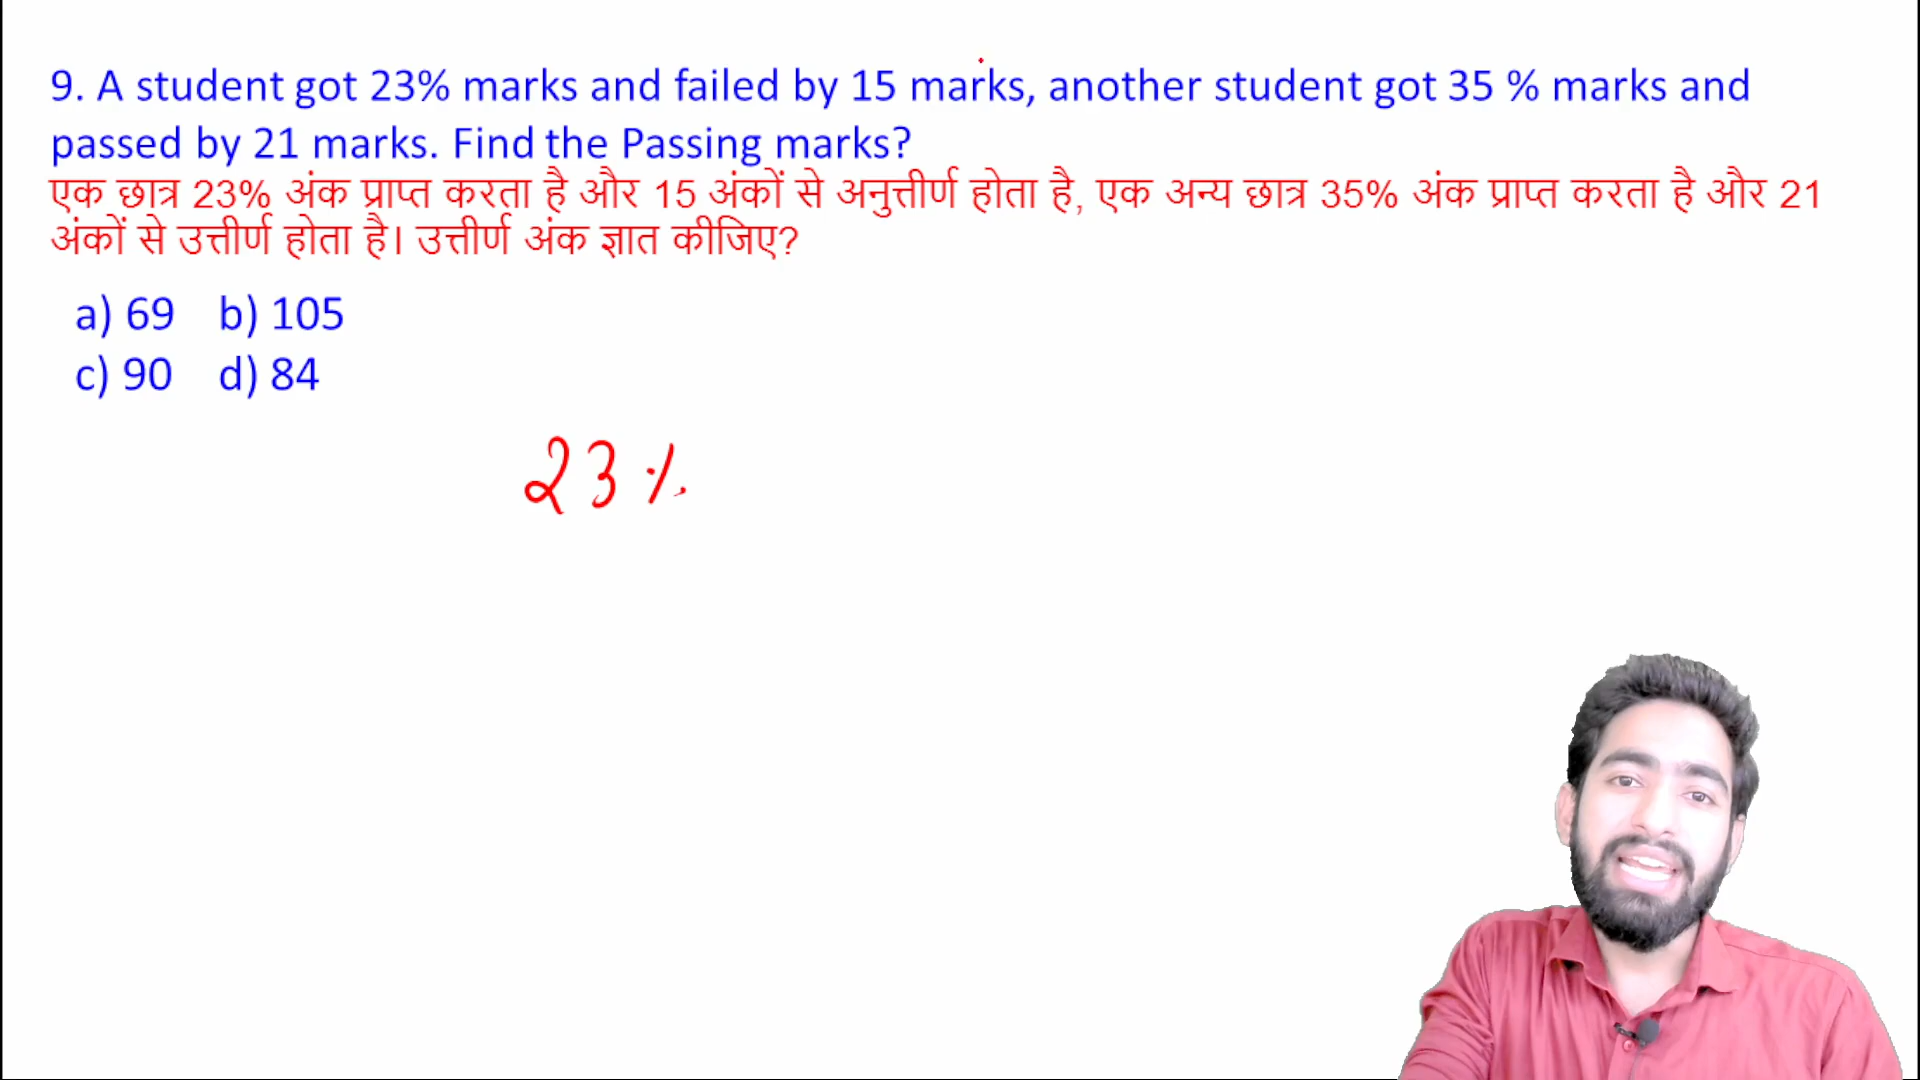 9. A student got 23% marks and failed by 15 marks, another student got 35 % marks and
passed by 21 marks. Find the Passing marks?
एक छात्र 23% अंक प्राप्त करता है और 15 अंकों से अनुत्तीर्ण होता है, एक अन्य छात्र 35% अंक प्राप्त करता है और 21
अंकों से उत्तीर्ण होता है। उत्तीर्ण अंक ज्ञात कीजिए?
a) 69 b) 105
c) 90 d) 84
23%